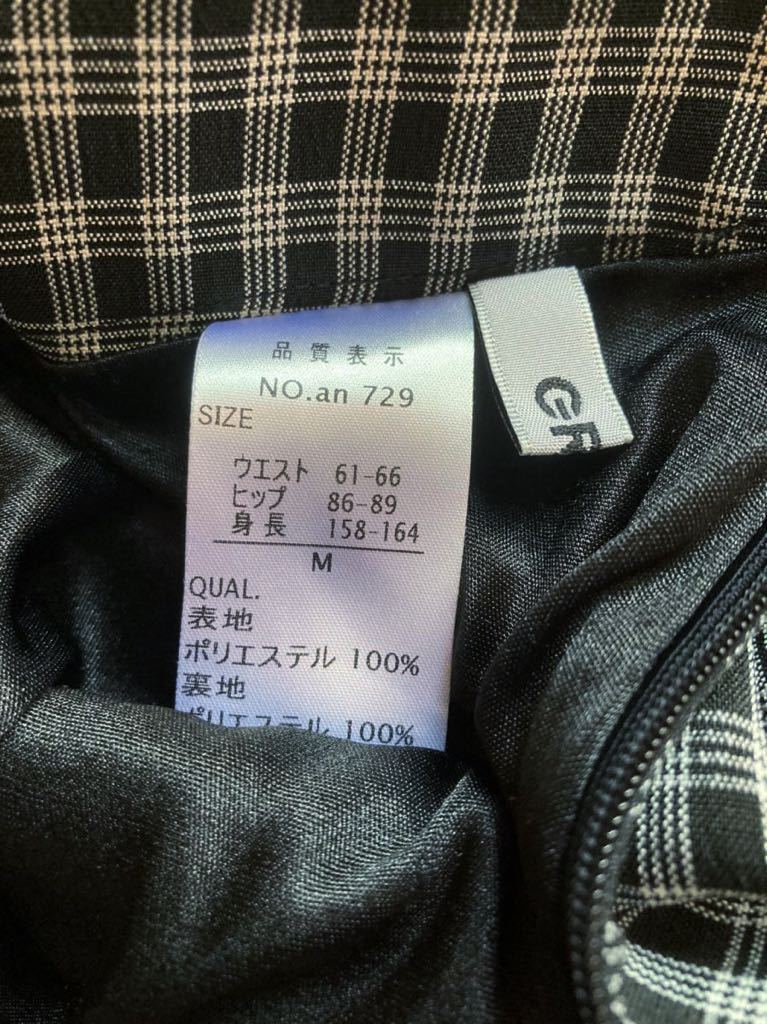 品質表示
NO.an 729
SIZE
ウエスト 61-66
ヒップ 86-89
身長 158-164
M
QUAL.
表地
ポリエステル 100%
裏地
ポリエステル 100%
GR